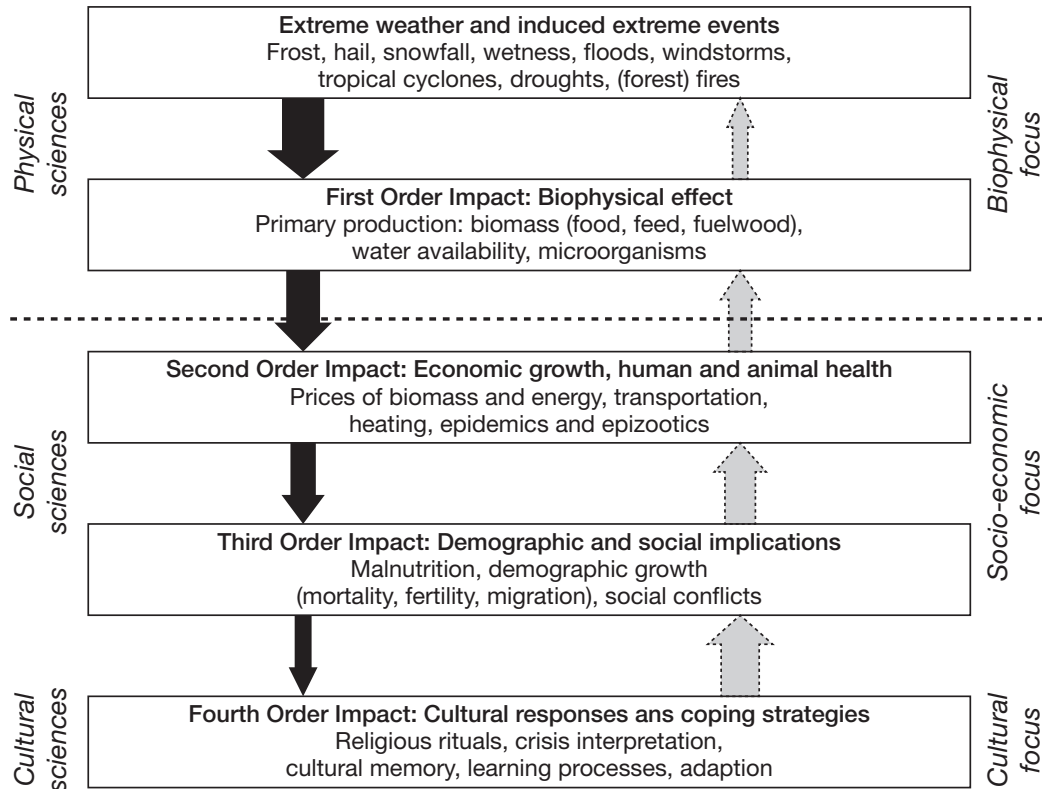 Extreme weather and induced extreme events
Frost, hail, snowfall, wetness, floods, windstorms,
tropical cyclones, droughts, (forest) fires
Physical
sciences
Biophysical
focus
First Order Impact: Biophysical effect
Primary production: biomass (food, feed, fuelwood),
water availability, microorganisms
Second Order Impact: Economic growth, human and animal health
Prices of biomass and energy, transportation,
heating, epidemics and epizootics
Social
sciences
Socio-economic
focus
Third Order Impact: Demographic and social implications
Malnutrition, demographic growth
(mortality, fertility, migration), social conflicts
Fourth Order Impact: Cultural responses ans coping strategies
Religious rituals, crisis interpretation,
cultural memory, learning processes, adaption
Cultural
sciences
Cultural
focus